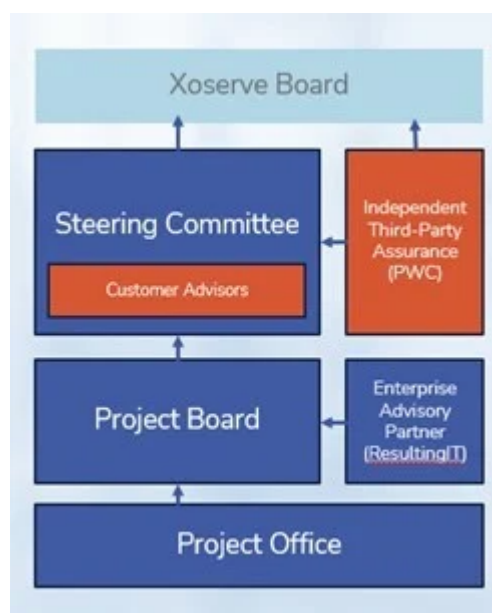 Xoserve Board
Steering Committee
Customer Advisors
Independent
Third-Party
Assurance
(PWC)
Project Board
Enterprise
Advisory
Partner
(ResultingIT)
Project Office